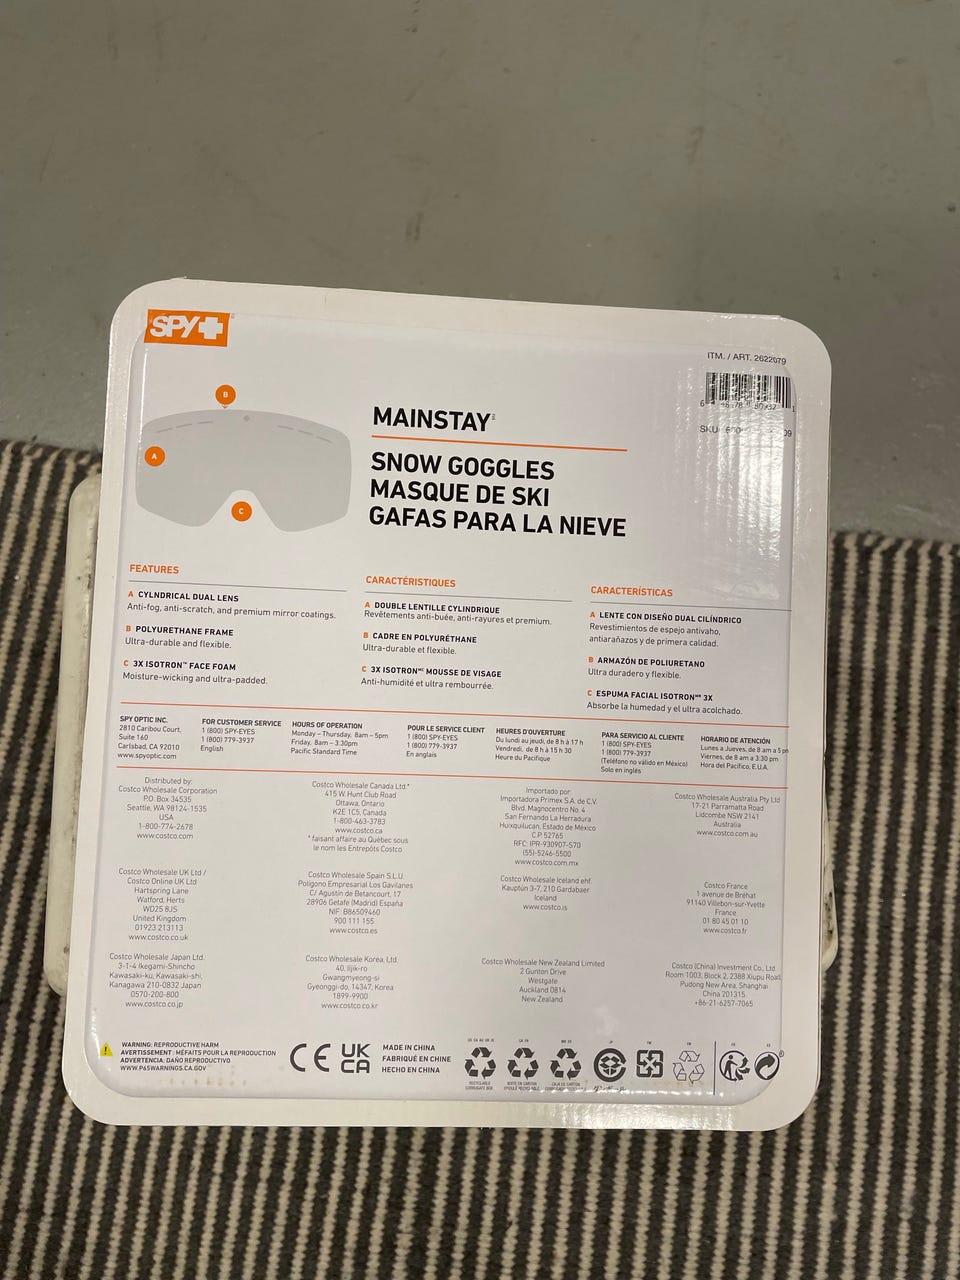 SPY+
ITM. / ART. 2622079
B
MAINSTAY
A
C
SNOW GOGGLES
MASQUE DE SKI
GAFAS PARA LA NIEVE
FEATURES
A CYLNDRICAL DUAL LENS
Anti-fog, anti-scratch, and premium mirror coatings.
B POLYURETHANE FRAME
Ultra-durable and flexible.
C 3X ISOTRON™ FACE FOAM
Moisture-wicking and ultra-padded.
CARACTÉRISTIQUES
A DOUBLE LENTILLE CYLINDRIQUE
Revêtements anti-buée, anti-rayures et premium.
B CADRE EN POLYURÉTHANE
Ultra-durable et flexible.
C 3X ISOTRONᴹᶜ MOUSSE DE VISAGE
Anti-humidité et ultra rembourrée.
CARACTERÍSTICAS
A LENTE CON DISEÑO DUAL CILÍNDRICO
Revestimientos de espejo antivaho,
antiarañazos y de primera calidad.
B ARMAZÓN DE POLIURETANO
Ultra duradero y flexible.
C ESPUMA FACIAL ISOTRONᴹᴿ 3X
Absorbe la humedad y el ultra acolchado.
SPY OPTIC INC.
2810 Caribou Court,
Suite 160
Carlsbad, CA 92010
www.spyoptic.com
FOR CUSTOMER SERVICE
1 (800) SPY-EYES
1 (800) 779-3937
English
HOURS OF OPERATION
Monday – Thursday, 8am – 5pm
Friday, 8am – 3:30pm
Pacific Standard Time
POUR LE SERVICE CLIENT
1 (800) SPY-EYES
1 (800) 779-3937
En anglais
HEURES D'OUVERTURE
Du lundi au jeudi, de 8 h à 17 h
Vendredi, de 8 h à 15 h 30
Heure du Pacifique
PARA SERVICIO AL CLIENTE
1 (800) SPY-EYES
1 (800) 779-3937
(Teléfono no válido en México)
Solo en inglés
HORARIO DE ATENCIÓN
Lunes a Jueves, de 8 am a 5 pm
Viernes, de 8 am a 3:30 pm
Hora del Pacífico, E.U.A.
Distributed by:
Costco Wholesale Corporation
P.O. Box 34535
Seattle, WA 98124-1535
USA
1-800-774-2678
www.costco.com
Costco Wholesale Canada Ltd.*
415 W. Hunt Club Road
Ottawa, Ontario
K2E 1C5, Canada
1-800-463-3783
www.costco.ca
* faisant affaire au Québec sous
le nom les Entrepôts Costco
Importado por:
Importadora Primex S.A. de C.V.
Blvd. Magnocentro No. 4
San Fernando La Herradura
Huixquilucan, Estado de México
C.P. 52765
RFC: IPR-930907-S70
(55)-5246-5500
www.costco.com.mx
Costco Wholesale Australia Pty Ltd
17-21 Parramatta Road
Lidcombe NSW 2141
Australia
www.costco.com.au
Costco Wholesale UK Ltd /
Costco Online UK Ltd
Hartspring Lane
Watford, Herts
WD25 8JS
United Kingdom
01923 213113
www.costco.co.uk
Costco Wholesale Spain S.L.U.
Polígono Empresarial Los Gavilanes
C/ Agustín de Betancourt, 17
28906 Getafe (Madrid) España
NIF: B86509460
900 111 155
www.costco.es
Costco Wholesale Iceland ehf.
Kauptún 3-7, 210 Gardabaer
Iceland
www.costco.is
Costco France
1 avenue de Bréhat
91140 Villebon-sur-Yvette
France
01 80 45 01 10
www.costco.fr
Costco Wholesale Japan Ltd.
3-1-4 Ikegami-Shincho
Kawasaki-ku, Kawasaki-shi,
Kanagawa 210-0832 Japan
0570-200-800
www.costco.co.jp
Costco Wholesale Korea, Ltd.
40, Iljik-ro
Gwangmyeong-si
Gyeonggi-do, 14347, Korea
1899-9900
www.costco.co.kr
Costco Wholesale New Zealand Limited
2 Gunton Drive
Westgate
Auckland 0814
New Zealand
Costco (China) Investment Co., Ltd.
Room 1003, Block 2, 2388 Xiupu Road
Pudong New Area, Shanghai
China 201315
+86-21-6257-7065
WARNING: REPRODUCTIVE HARM
AVERTISSEMENT : MÉFAITS POUR LA REPRODUCTION
ADVERTENCIA: DAÑO REPRODUCTIVO
WWW.P65WARNINGS.CA.GOV
CE
UK
CA
MADE IN CHINA
FABRIQUÉ EN CHINE
HECHO EN CHINA